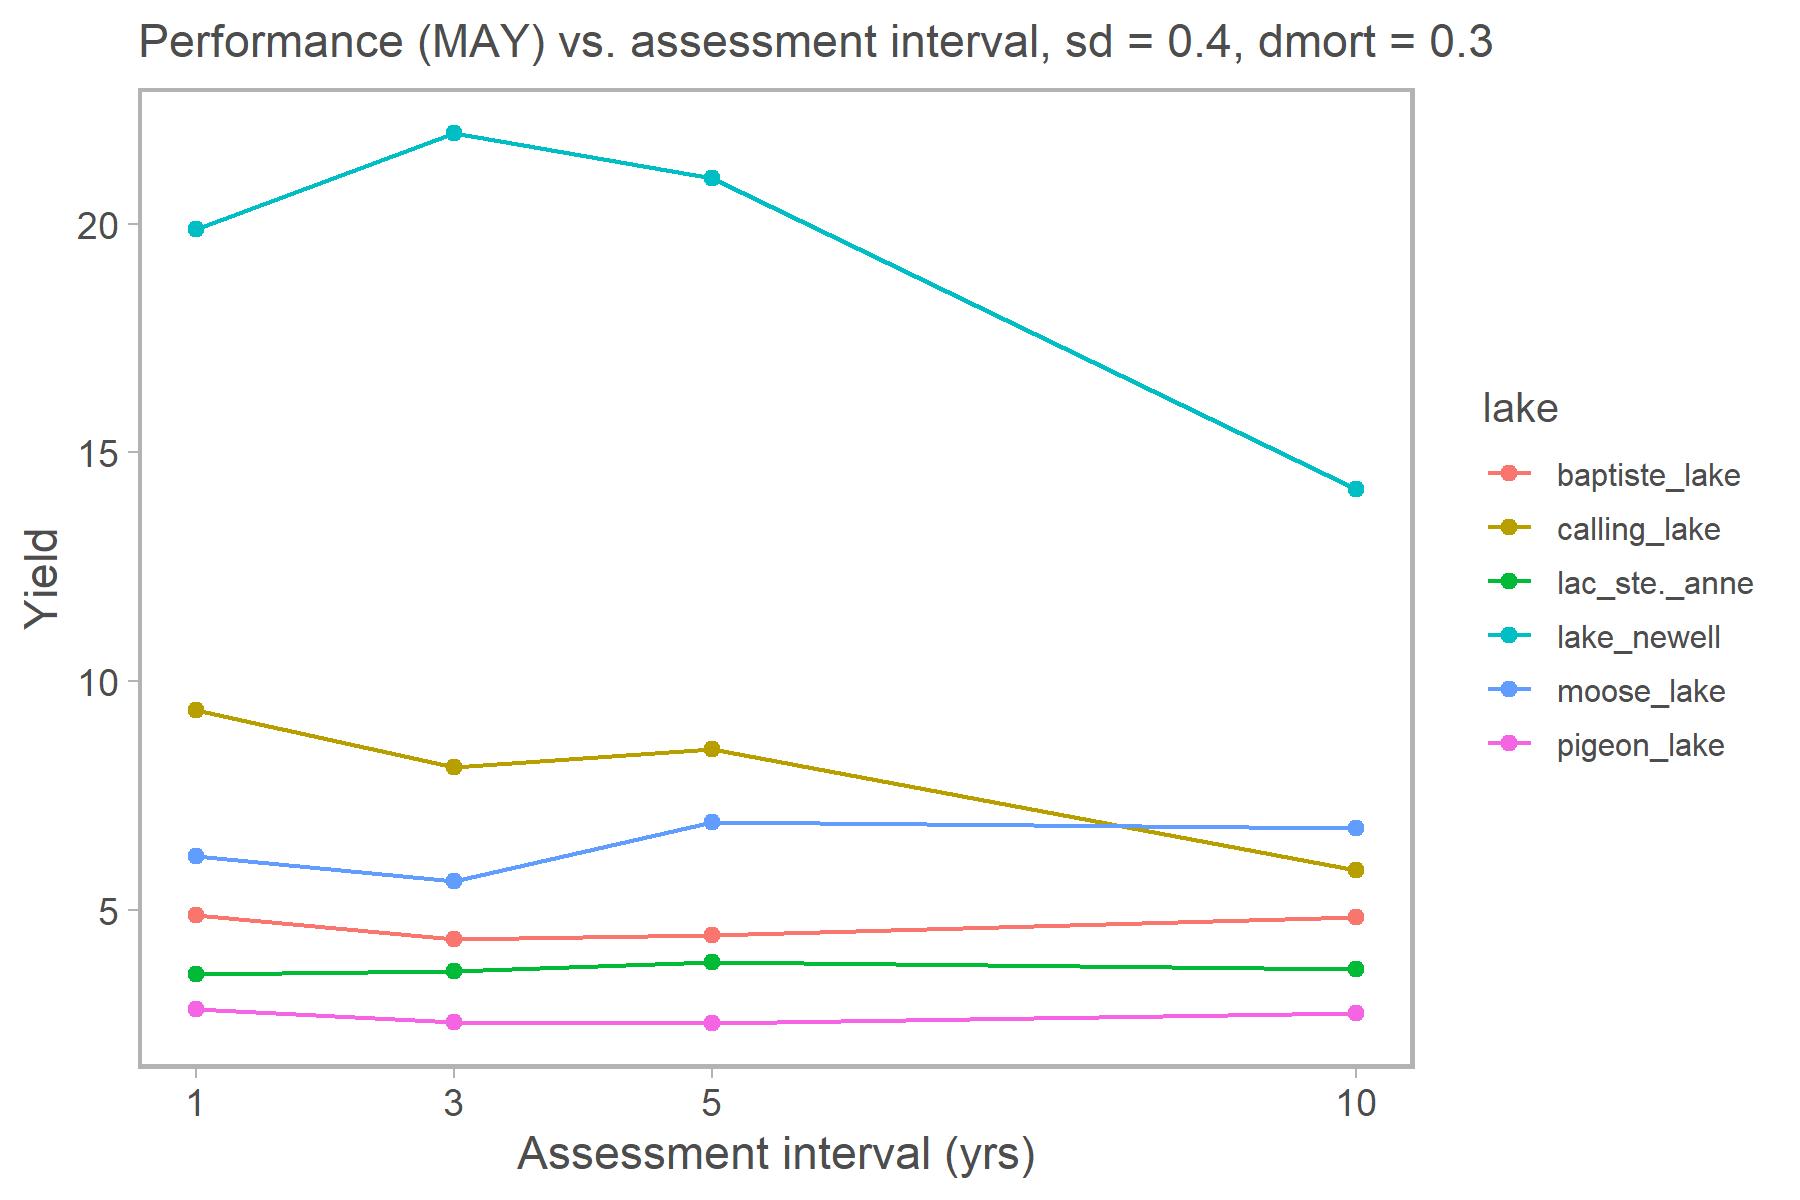 Performance (MAY) vs. assessment interval, sd = 0.4, dmort = 0.3
Yield
20
15
10
5
1 3 5 10
Assessment interval (yrs)
lake
baptiste_lake
calling_lake
lac_ste._anne
lake_newell
moose_lake
pigeon_lake